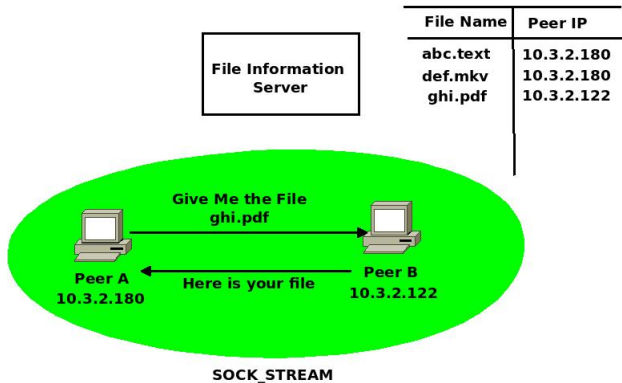 File Name Peer IP
abc.text 10.3.2.180
def.mkv 10.3.2.180
ghi.pdf 10.3.2.122
File Information
Server
Give Me the File
ghi.pdf
Peer A
10.3.2.180
Here is your file
Peer B
10.3.2.122
SOCK_STREAM